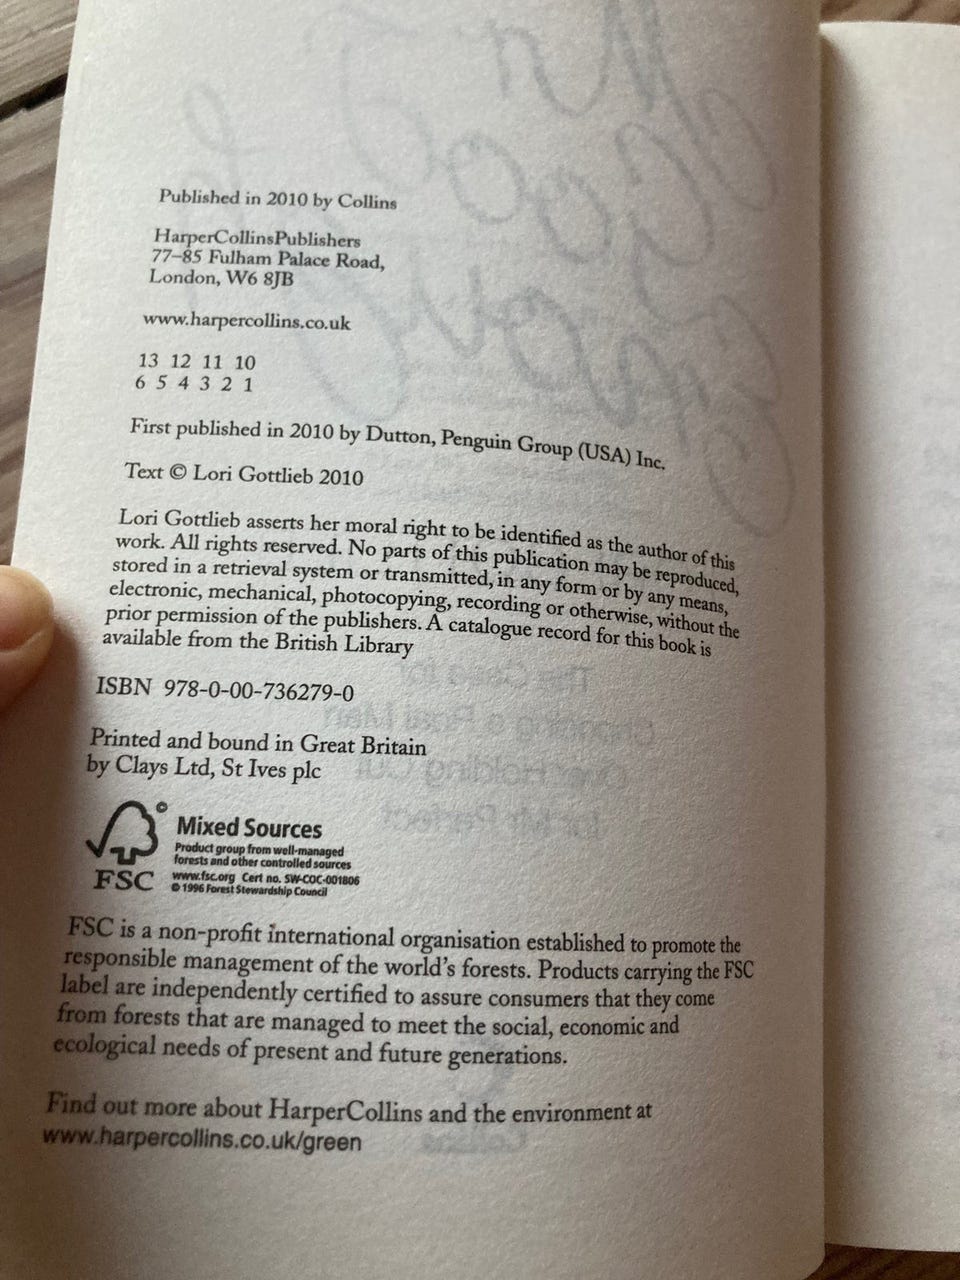 Published in 2010 by Collins
HarperCollinsPublishers
77–85 Fulham Palace Road,
London, W6 8JB
www.harpercollins.co.uk
13 12 11 10
6 5 4 3 2 1
First published in 2010 by Dutton, Penguin Group (USA) Inc.
Text © Lori Gottlieb 2010
Lori Gottlieb asserts her moral right to be identified as the author of this
work. All rights reserved. No parts of this publication may be reproduced,
stored in a retrieval system or transmitted, in any form or by any means,
electronic, mechanical, photocopying, recording or otherwise, without the
prior permission of the publishers. A catalogue record for this book is
available from the British Library
ISBN 978-0-00-736279-0
Printed and bound in Great Britain
by Clays Ltd, St Ives plc
©
Mixed Sources
Product group from well-managed
forests and other controlled sources
www.fsc.org Cert no. SW-COC-001806
© 1996 Forest Stewardship Council
FSC
FSC is a non-profit international organisation established to promote the
responsible management of the world's forests. Products carrying the FSC
label are independently certified to assure consumers that they come
from forests that are managed to meet the social, economic and
ecological needs of present and future generations.
Find out more about HarperCollins and the environment at
www.harpercollins.co.uk/green